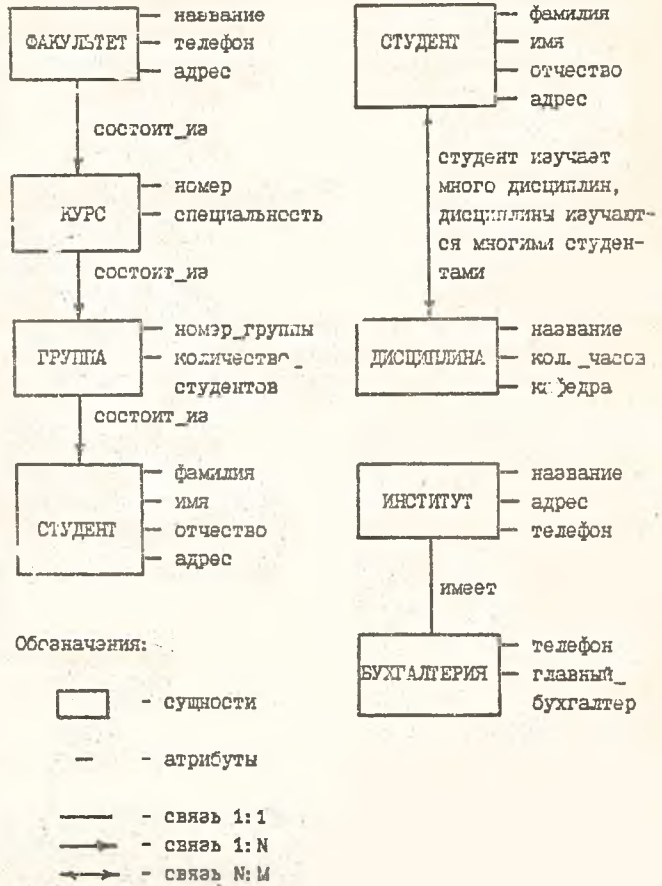 ФАКУЛЬТЕТ
название
телефон
адрес
состоит_из
КУРС
номер
специальность
состоит_из
ГРУППА
номэр_группы
количество_
студентов
состоит_из
СТУДЕНТ
фамилия
имя
отчество
адрес
СТУДЕНТ
фамилия
имя
отчество
адрес
студент изучает
много дисциплин,
дисциплины изучают-
ся многими студен-
тами
ДИСЦИПЛИНА
название
кол._часов
ИНСТИТУТ
название
адрес
телефон
имеет
БУХГАЛТЕРИЯ
телефон
главный_
бухгалтер
Обозначения:
- сущности
- атрибуты
- связь 1:1
- связь 1:N
- связь N:M